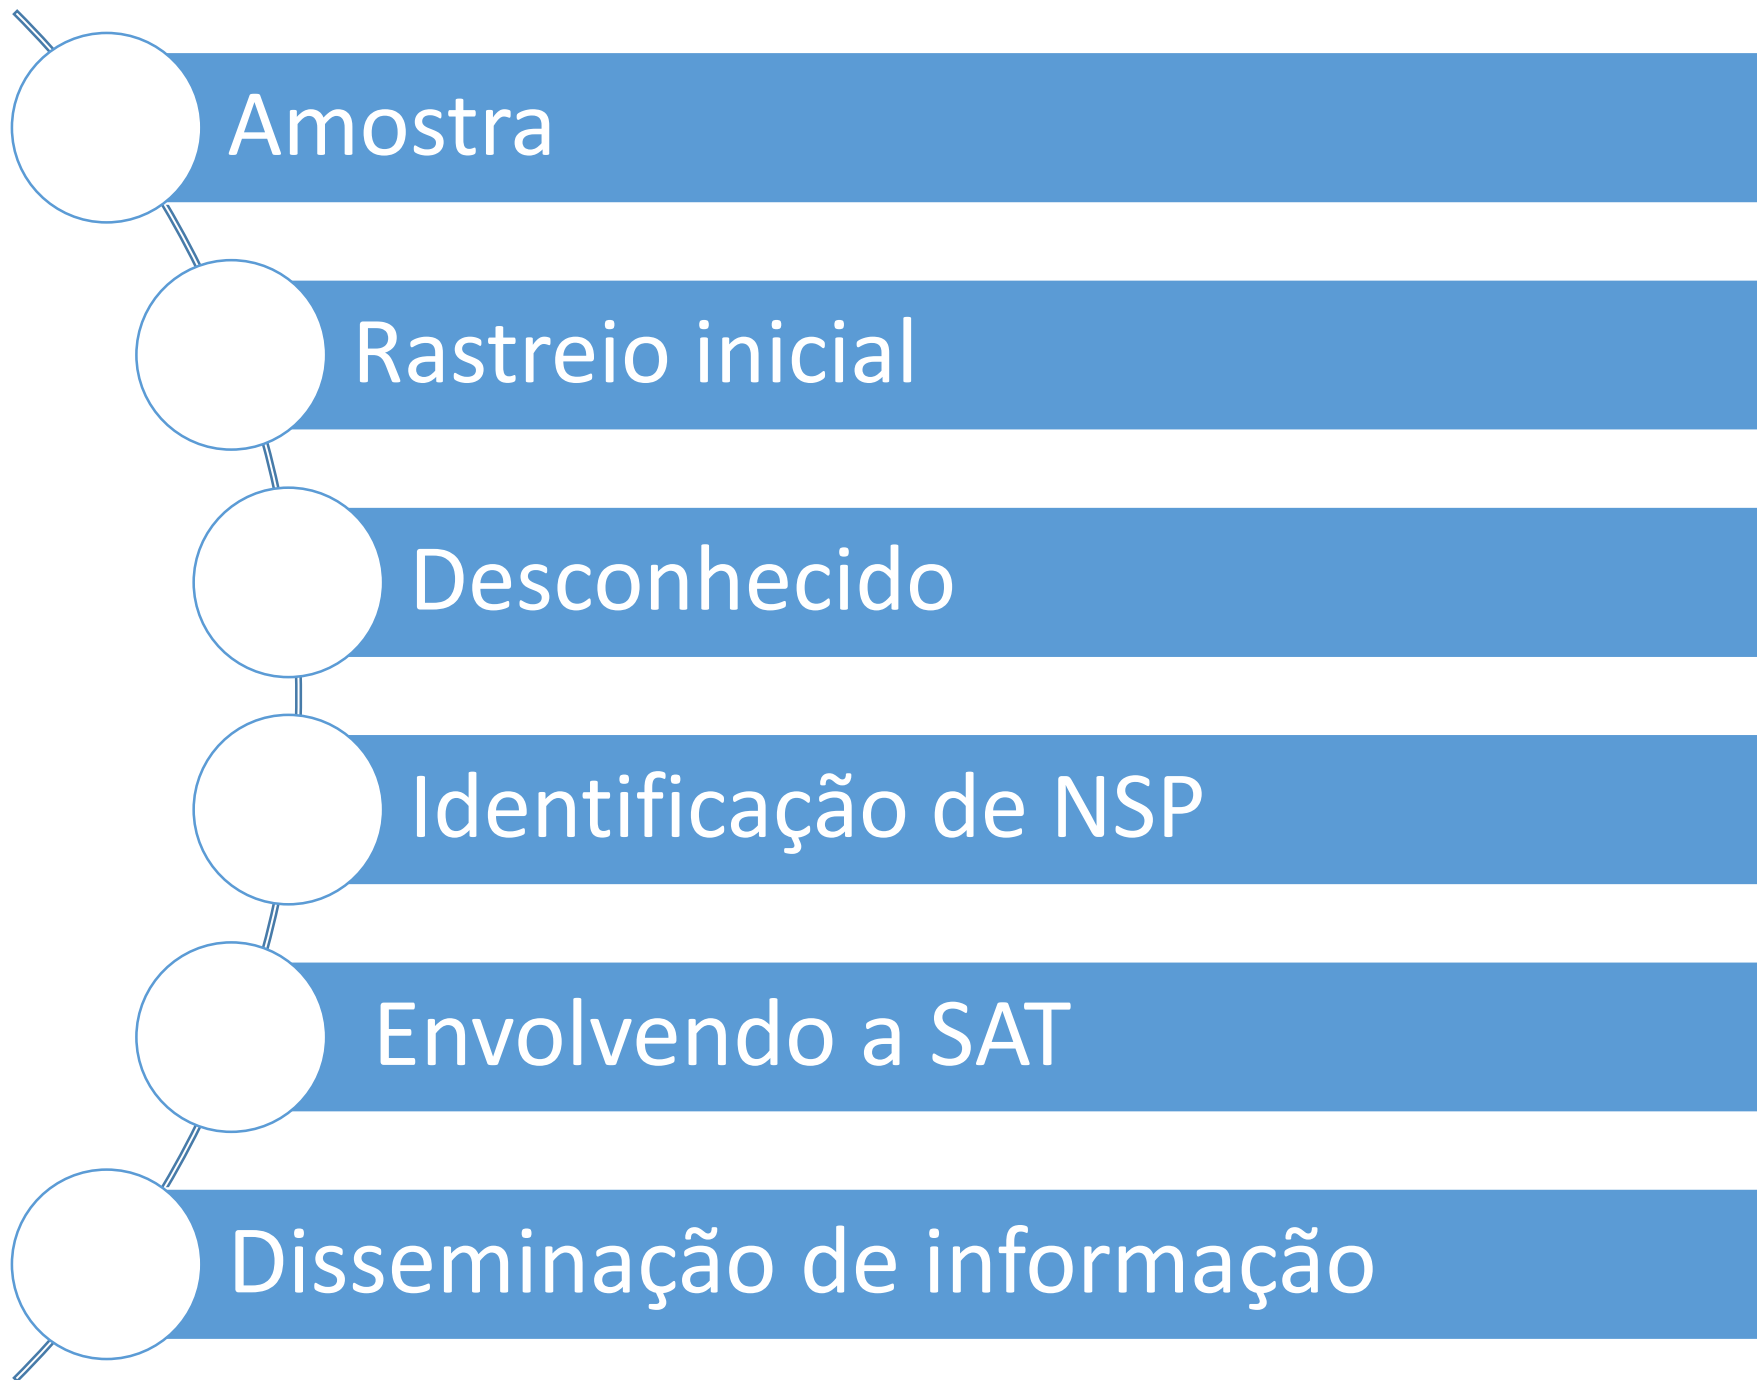 Amostra
Rastreio inicial
Desconhecido
Identificação de NSP
Envolvendo a SAT
Disseminação de informação